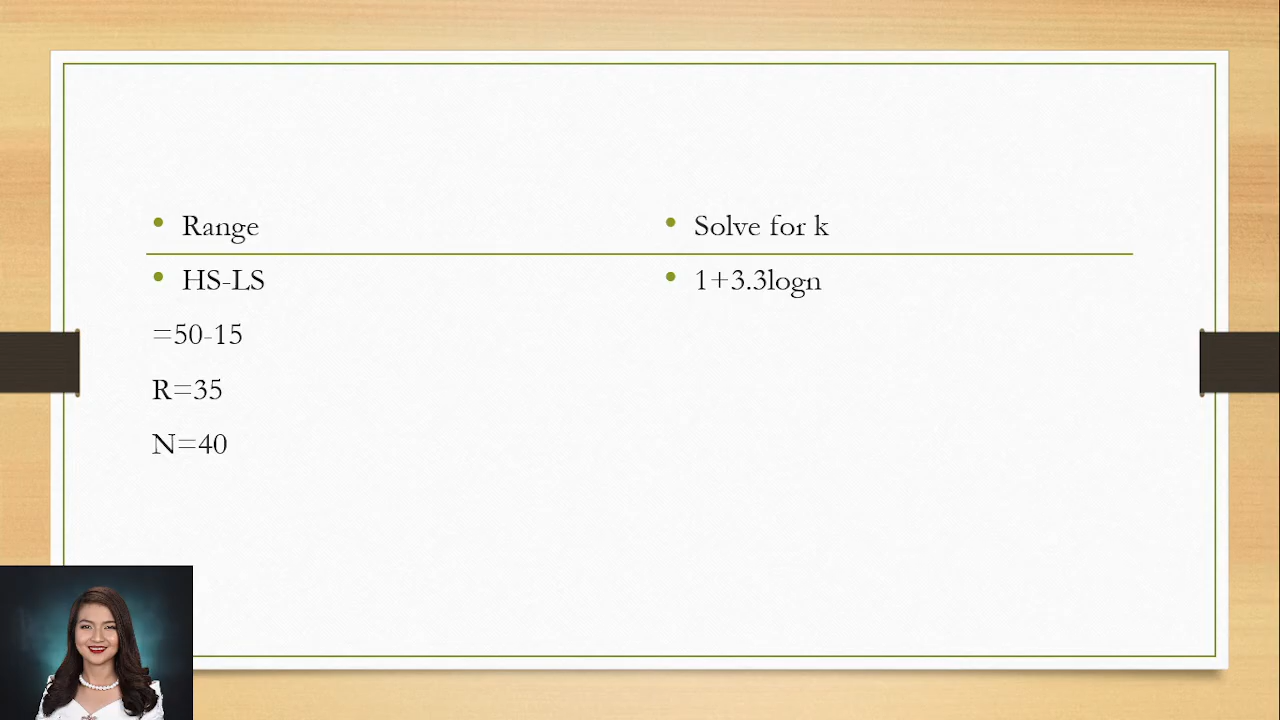 Range
HS-LS
=50-15
R=35
N=40
Solve for k
1+3.3logn